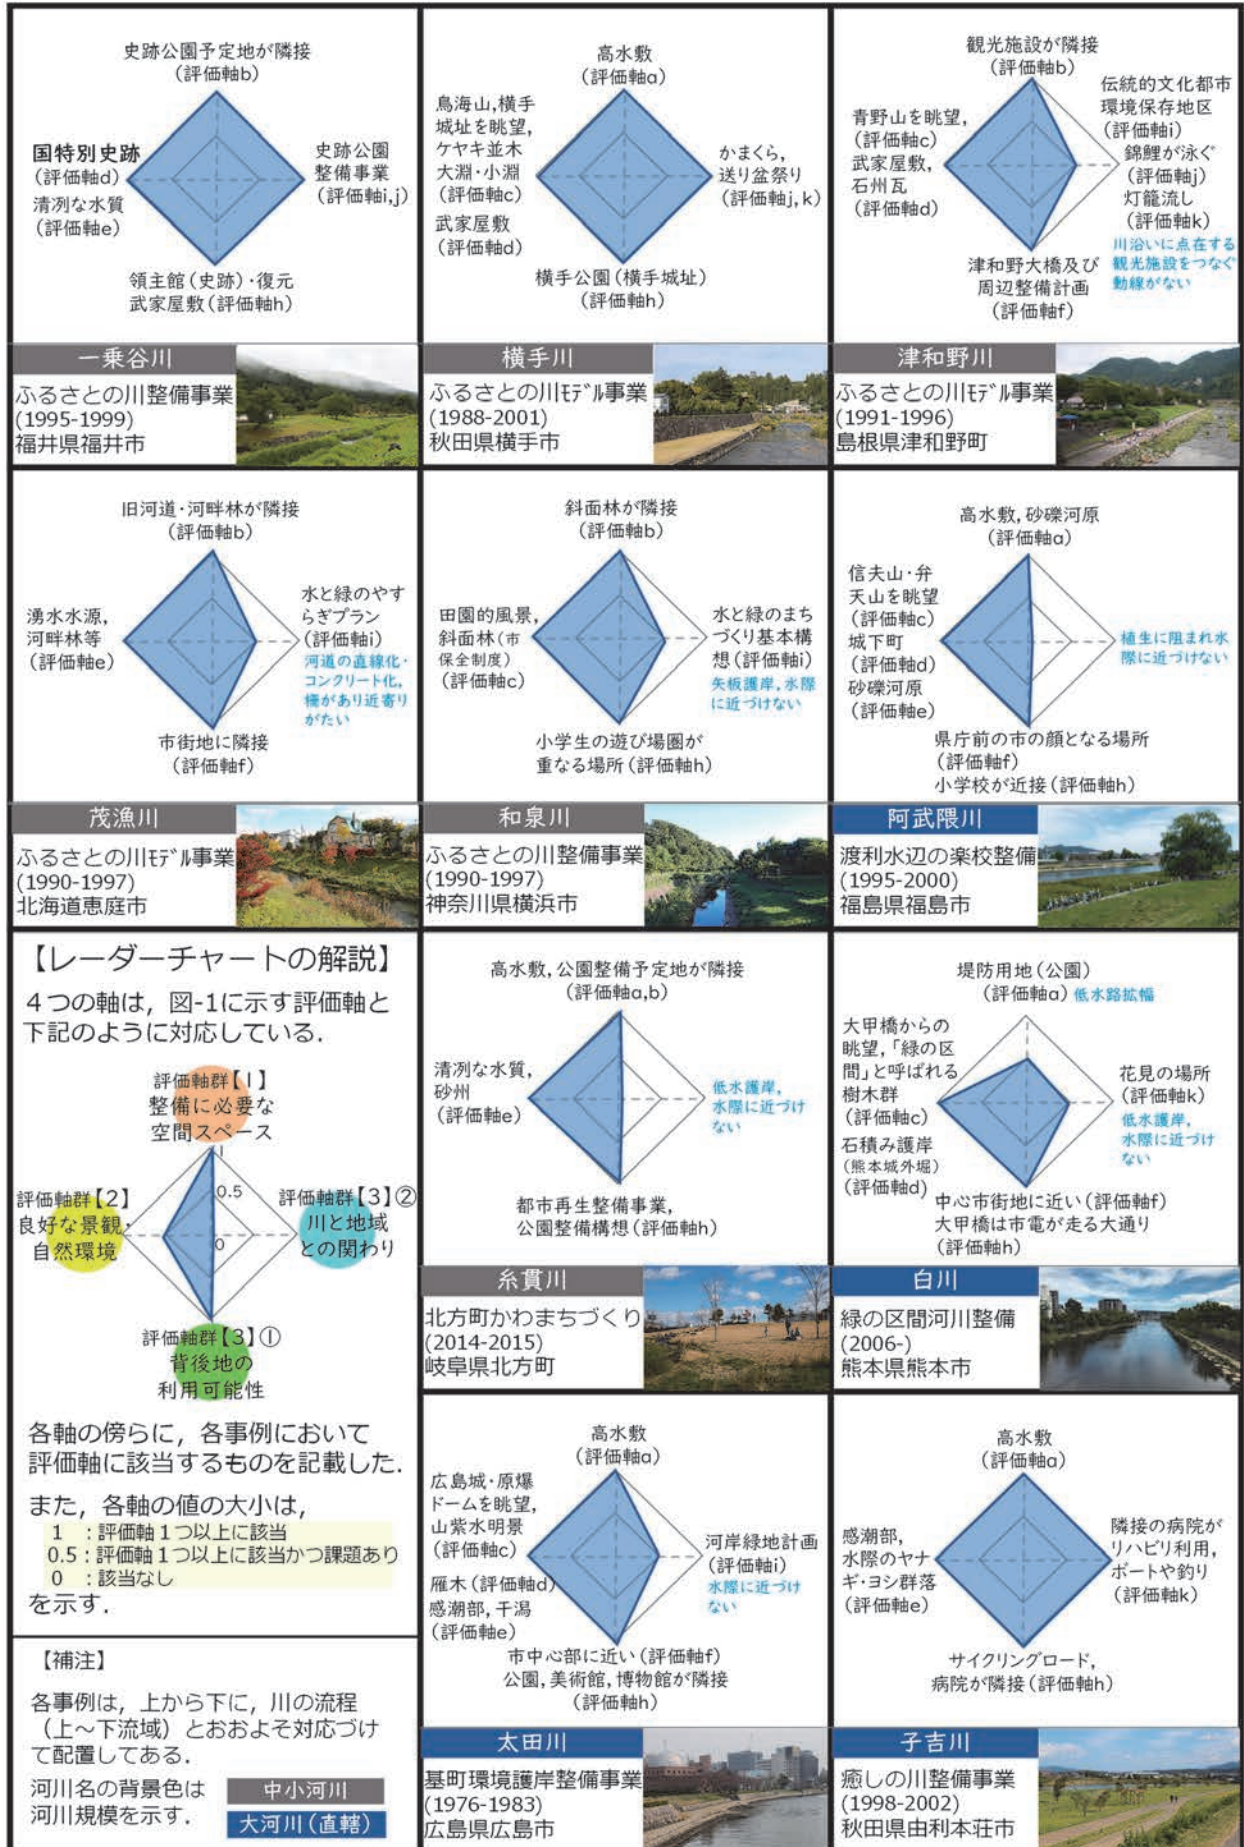 史跡公園予定地が隣接
(評価軸b)
国特別史跡
(評価軸d)
清冽な水質
(評価軸e)
史跡公園
整備事業
(評価軸i,j)
領主館(史跡)・復元
武家屋敷(評価軸h)
一乗谷川
ふるさとの川整備事業
(1995-1999)
福井県福井市
高水敷
(評価軸a)
鳥海山,横手
城址を眺望,
ケヤキ並木
大淵・小淵
(評価軸c)
武家屋敷
(評価軸d)
かまくら,
送り盆祭り
(評価軸j,k)
横手公園(横手城址)
(評価軸h)
横手川
ふるさとの川ﾓﾃﾞﾙ事業
(1988-2001)
秋田県横手市
観光施設が隣接
(評価軸b)
青野山を眺望,
(評価軸c)
武家屋敷,
石州瓦
(評価軸d)
伝統的文化都市
環境保存地区
(評価軸i)
錦鯉が泳ぐ
(評価軸j)
灯籠流し
(評価軸k)
川沿いに点在する
観光施設をつなぐ
動線がない
津和野大橋及び
周辺整備計画
(評価軸f)
津和野川
ふるさとの川ﾓﾃﾞﾙ事業
(1991-1996)
島根県津和野町
旧河道・河畔林が隣接
(評価軸b)
湧水水源,
河畔林等
(評価軸e)
水と緑のやす
らぎプラン
(評価軸i)
河道の直線化・
コンクリート化,
柵があり近寄り
がたい
市街地に隣接
(評価軸f)
茂漁川
ふるさとの川ﾓﾃﾞﾙ事業
(1990-1997)
北海道恵庭市
斜面林が隣接
(評価軸b)
田園的風景,
斜面林(市
保全制度)
(評価軸c)
水と緑のまち
づくり基本構
想(評価軸i)
矢板護岸,水際
に近づけない
小学生の遊び場圏が
重なる場所(評価軸h)
和泉川
ふるさとの川整備事業
(1990-1997)
神奈川県横浜市
高水敷,砂礫河原
(評価軸a)
信夫山・弁
天山を眺望
(評価軸c)
城下町
(評価軸d)
砂礫河原
(評価軸e)
植生に阻まれ水
際に近づけない
県庁前の市の顔となる場所
(評価軸f)
小学校が近接(評価軸h)
阿武隈川
渡利水辺の楽校整備
(1995-2000)
福島県福島市
【レーダーチャートの解説】
4つの軸は,図-1に示す評価軸と
下記のように対応している.
評価軸群【1】
整備に必要な
空間スペース
1
0.5
0
評価軸群【2】
良好な景観・
自然環境
評価軸群【3】②
川と地域
との関わり
評価軸群【3】①
背後地の
利用可能性
各軸の傍らに,各事例において
評価軸に該当するものを記載した.
また,各軸の値の大小は,
1 :評価軸1つ以上に該当
0.5:評価軸1つ以上に該当かつ課題あり
0 :該当なし
を示す.
【補注】
各事例は,上から下に,川の流程
(上～下流域)とおおよそ対応づけ
て配置してある.
河川名の背景色は
河川規模を示す.
中小河川
大河川(直轄)
高水敷,公園整備予定地が隣接
(評価軸a,b)
清冽な水質,
砂州
(評価軸e)
低水護岸,
水際に近づけ
ない
都市再生整備事業,
公園整備構想(評価軸h)
糸貫川
北方町かわまちづくり
(2014-2015)
岐阜県北方町
堤防用地(公園)
(評価軸a) 低水路拡幅
大甲橋からの
眺望,「緑の区
間」と呼ばれる
樹木群
(評価軸c)
石積み護岸
(熊本城外堀)
(評価軸d)
花見の場所
(評価軸k)
低水護岸,
水際に近づけ
ない
中心市街地に近い(評価軸f)
大甲橋は市電が走る大通り
(評価軸h)
白川
緑の区間河川整備
(2006-)
熊本県熊本市
高水敷
(評価軸a)
広島城・原爆
ドームを眺望,
山紫水明景
(評価軸c)
雁木(評価軸d)
感潮部,干潟
(評価軸e)
河岸緑地計画
(評価軸i)
水際に近づけ
ない
市中心部に近い(評価軸f)
公園,美術館,博物館が隣接
(評価軸h)
太田川
基町環境護岸整備事業
(1976-1983)
広島県広島市
高水敷
(評価軸a)
感潮部,
水際のヤナ
ギ・ヨシ群落
(評価軸e)
隣接の病院が
リハビリ利用,
ボートや釣り
(評価軸k)
サイクリングロード,
病院が隣接(評価軸h)
子吉川
癒しの川整備事業
(1998-2002)
秋田県由利本荘市